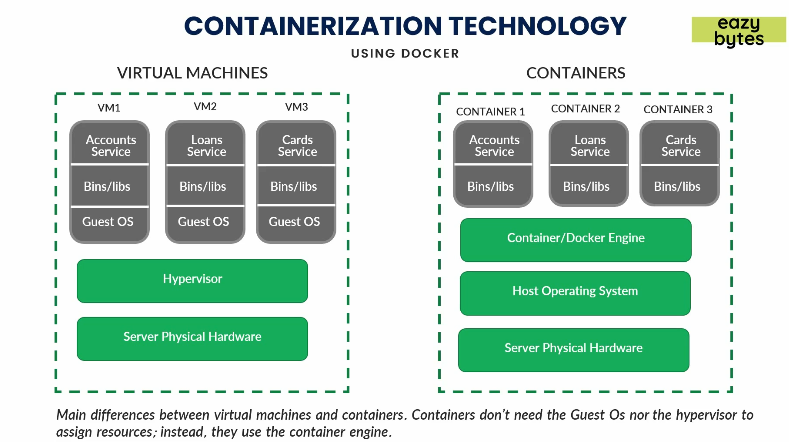 CONTAINERIZATION TECHNOLOGY
eazy
bytes
USING DOCKER
VIRTUAL MACHINES
VM1
VM2
VM3
Accounts
Service
Loans
Service
Cards
Service
Bins/libs
Bins/libs
Bins/libs
Guest OS
Guest OS
Guest OS
Hypervisor
Server Physical Hardware
CONTAINERS
CONTAINER 1
CONTAINER 2
CONTAINER 3
Accounts
Service
Loans
Service
Cards
Service
Bins/libs
Bins/libs
Bins/libs
Container/Docker Engine
Host Operating System
Server Physical Hardware
Main differences between virtual machines and containers. Containers don't need the Guest Os nor the hypervisor to
assign resources; instead, they use the container engine.